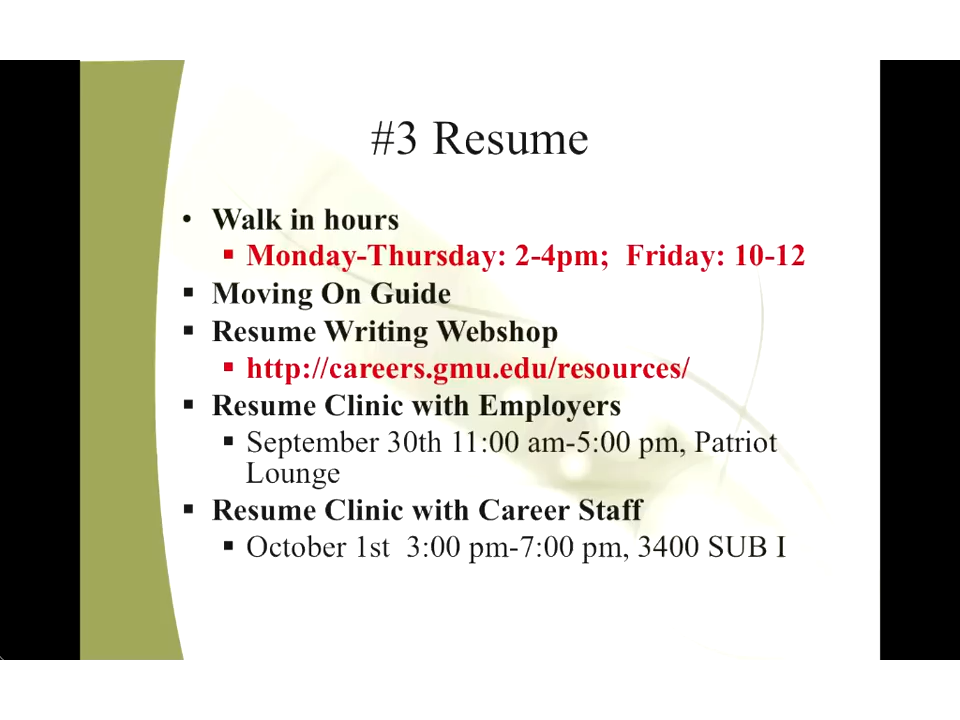 #3 Resume
• Walk in hours
▪ Monday-Thursday: 2-4pm;  Friday: 10-12
▪ Moving On Guide
▪ Resume Writing Webshop
▪ http://careers.gmu.edu/resources/
▪ Resume Clinic with Employers
▪ September 30th 11:00 am-5:00 pm, Patriot
Lounge
▪ Resume Clinic with Career Staff
▪ October 1st  3:00 pm-7:00 pm, 3400 SUB I